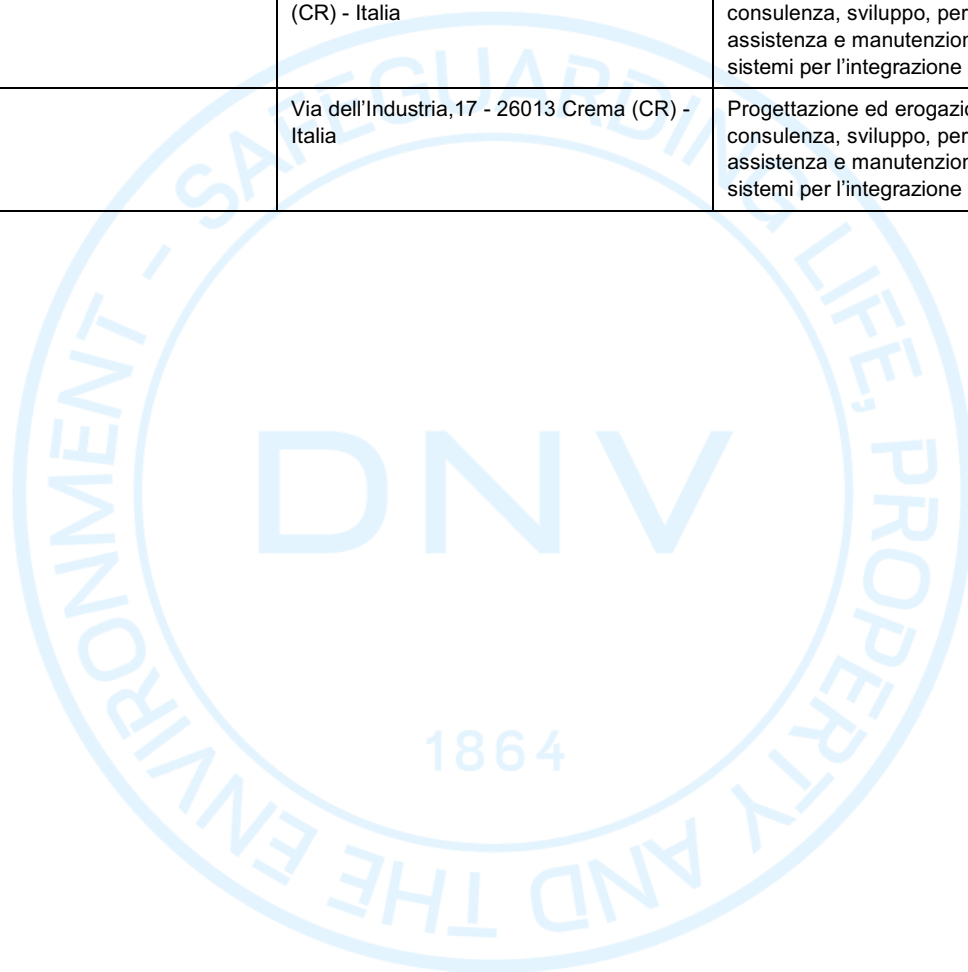 (CR) - Italia
consulenza, sviluppo, per
assistenza e manutenzion
sistemi per l'integrazione
Via dell'Industria,17 - 26013 Crema (CR) -
Italia
Progettazione ed erogazio
consulenza, sviluppo, per
assistenza e manutenzion
sistemi per l'integrazione
SAFEGUARDING LIFE, PROPERTY AND THE ENVIRONMENT -
DNV
1864